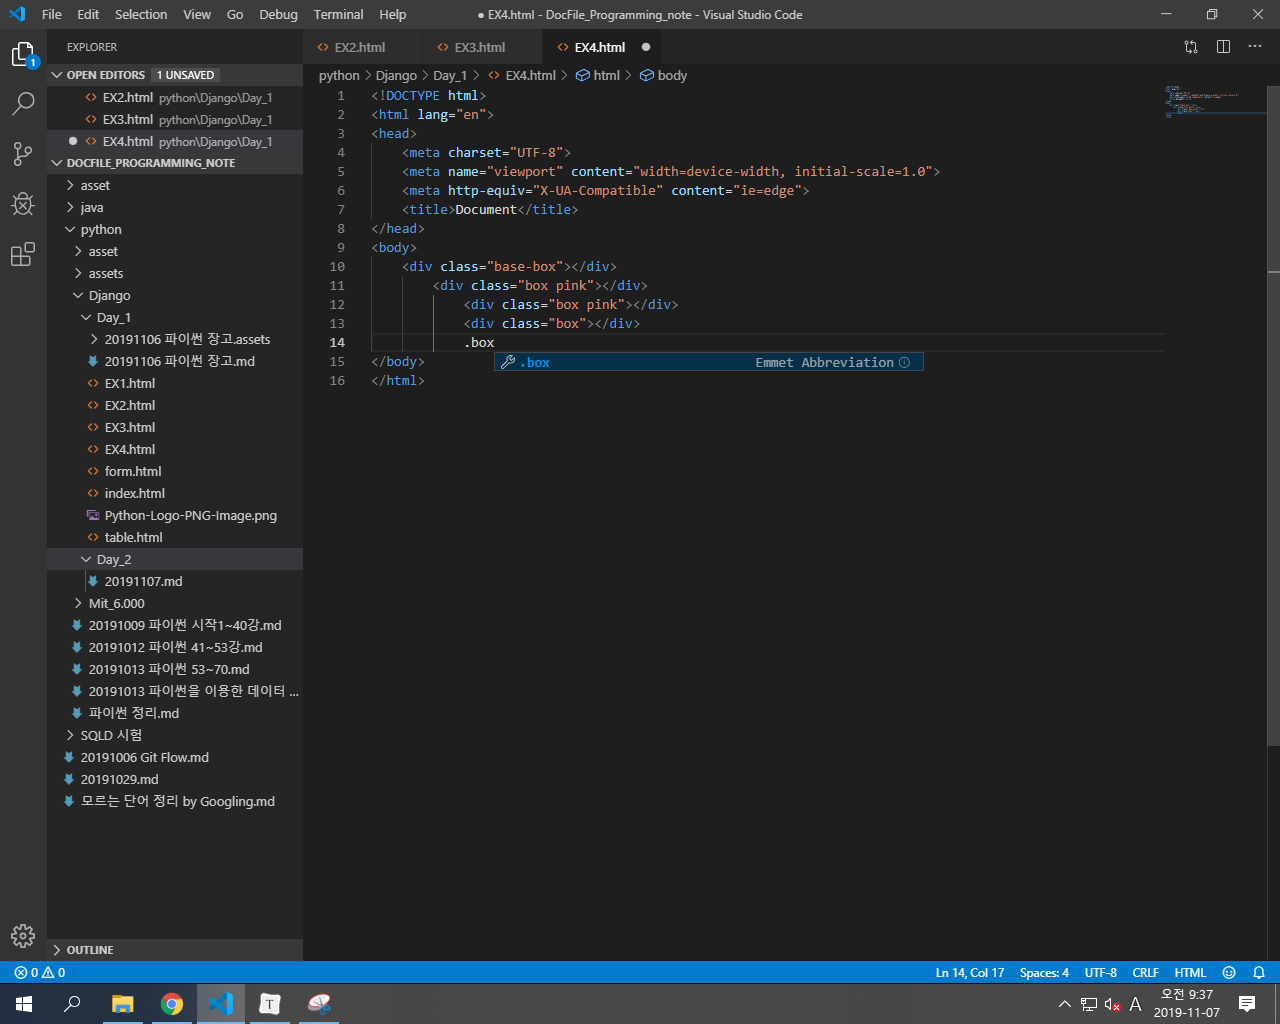 File Edit Selection View Go Debug Terminal Help ● EX4.html - DocFile_Programming_note - Visual Studio Code
EXPLORER
OPEN EDITORS 1 UNSAVED
EX2.html python\Django\Day_1
EX3.html python\Django\Day_1
EX4.html python\Django\Day_1
DOCFILE_PROGRAMMING_NOTE
asset
java
python
asset
assets
Django
Day_1
20191106 파이썬 장고.assets
20191106 파이썬 장고.md
EX1.html
EX2.html
EX3.html
EX4.html
form.html
index.html
Python-Logo-PNG-Image.png
table.html
Day_2
20191107.md
Mit_6.000
20191009 파이썬 시작1~40강.md
20191012 파이썬 41~53강.md
20191013 파이썬 53~70.md
20191013 파이썬을 이용한 데이터 ...
파이썬 정리.md
SQLD 시험
20191006 Git Flow.md
20191029.md
모르는 단어 정리 by Googling.md
OUTLINE
EX2.html EX3.html EX4.html
python > Django > Day_1 > EX4.html > html > body
1 <!DOCTYPE html>
2 <html lang="en">
3 <head>
4 <meta charset="UTF-8">
5 <meta name="viewport" content="width=device-width, initial-scale=1.0">
6 <meta http-equiv="X-UA-Compatible" content="ie=edge">
7 <title>Document</title>
8 </head>
9 <body>
10 <div class="base-box"></div>
11 <div class="box pink"></div>
12 <div class="box pink"></div>
13 <div class="box"></div>
14 .box
15 </body>
.box Emmet Abbreviation
16 </html>
0 0 Ln 14, Col 17 Spaces: 4 UTF-8 CRLF HTML
1
T
A
오전 9:37
2019-11-07